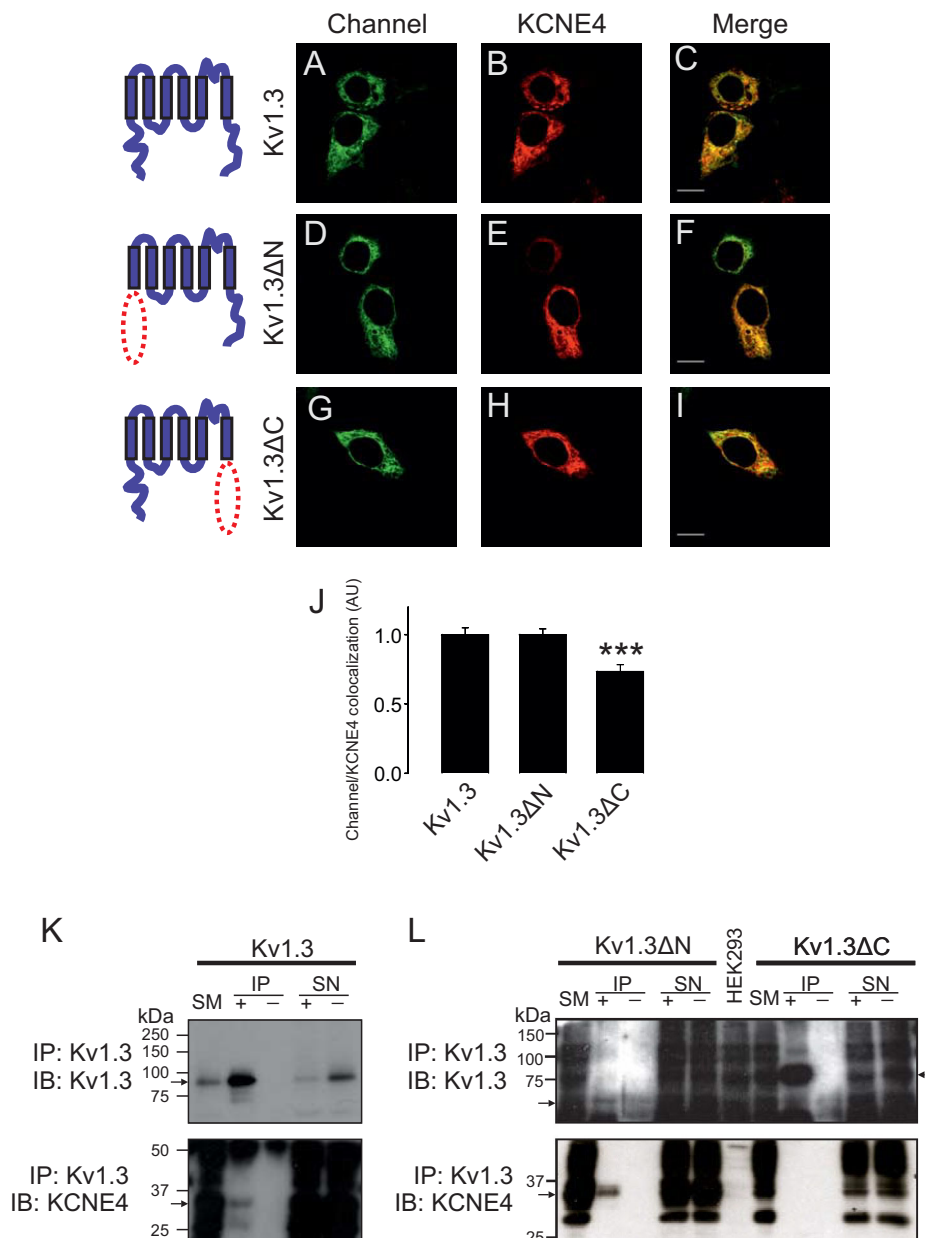 Channel KCNE4 Merge
Kv1.3
A B C
Kv1.3ΔN
D E F
Kv1.3ΔC
G H I
J
Channel/KCNE4 colocalization (AU)
1.0
0.5
0.0
***
Kv1.3 Kv1.3ΔN Kv1.3ΔC
K
Kv1.3
IP SN
SM + − + −
kDa
250
150
100
75
IP: Kv1.3
IB: Kv1.3
50
37
25
IP: Kv1.3
IB: KCNE4
L
Kv1.3ΔN HEK293 Kv1.3ΔC
IP SN IP SN
SM + − + − SM + − + −
kDa
150
100
75
IP: Kv1.3
IB: Kv1.3
37
25
IP: Kv1.3
IB: KCNE4